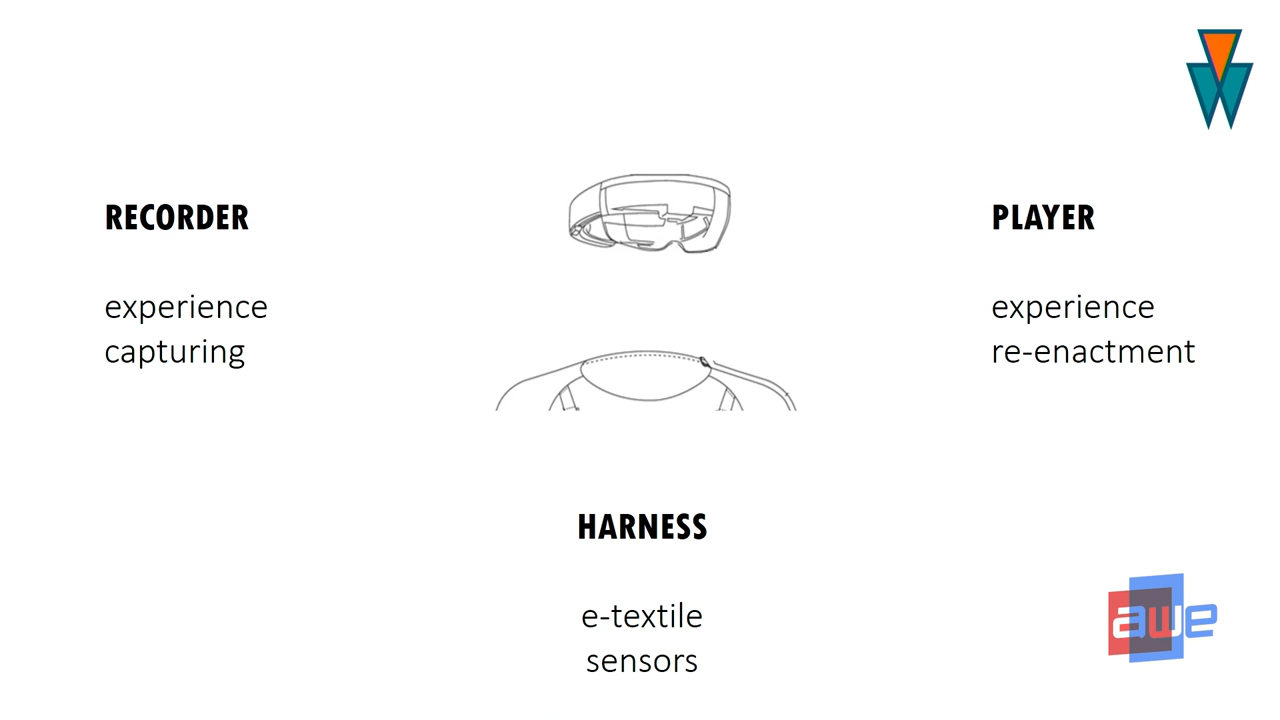 RECORDER
experience
capturing
PLAYER
experience
re-enactment
HARNESS
e-textile
sensors
awe